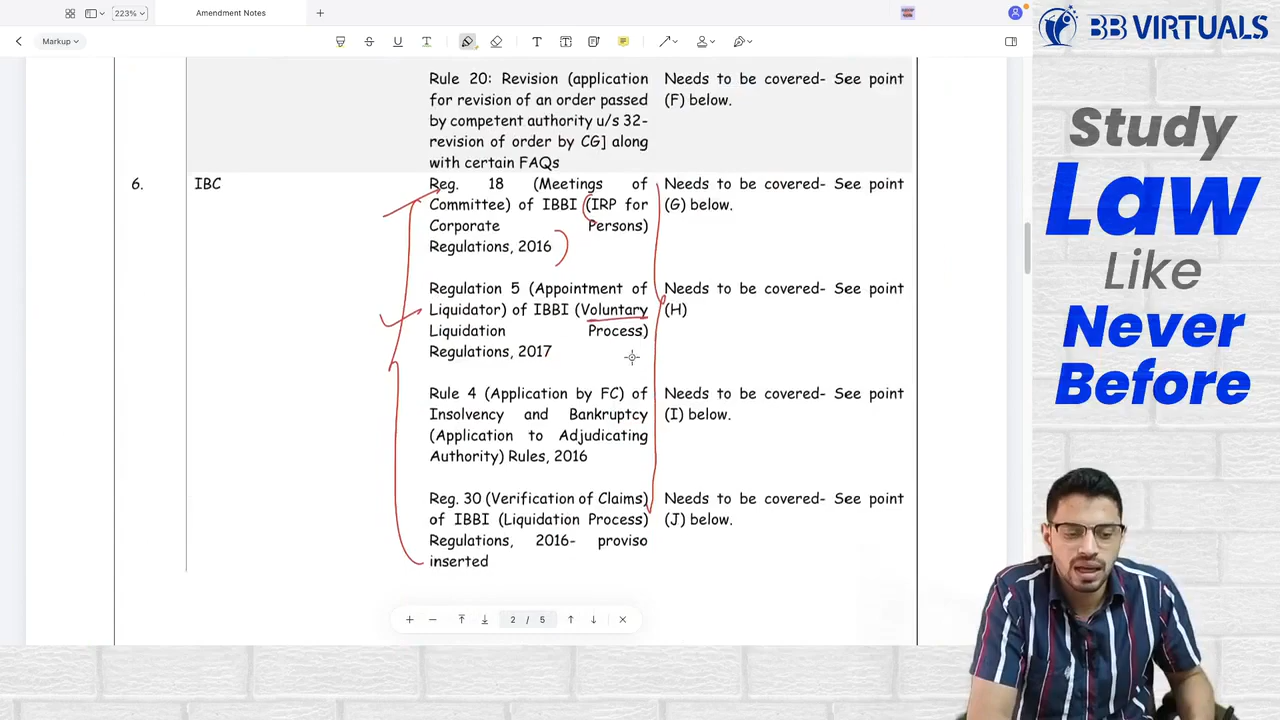 223%
Amendment Notes
+
BB VIRTUALS
Markup
Rule 20: Revision (application
for revision of an order passed
by competent authority u/s 32-
revision of order by CG] along
with certain FAQs
Needs to be covered- See point
(F) below.
6.
IBC
Reg. 18 (Meetings of
Committee) of IBBI (IRP for
Corporate Persons)
Regulations, 2016
Needs to be covered- See point
(G) below.
Regulation 5 (Appointment of
Liquidator) of IBBI (Voluntary
Liquidation Process)
Regulations, 2017
Needs to be covered- See point
(H)
Rule 4 (Application by FC) of
Insolvency and Bankruptcy
(Application to Adjudicating
Authority) Rules, 2016
Needs to be covered- See point
(I) below.
Reg. 30 (Verification of Claims)
of IBBI (Liquidation Process)
Regulations, 2016- proviso
inserted
Needs to be covered- See point
(J) below.
2 / 5
Study
Law
Like
Never
Before